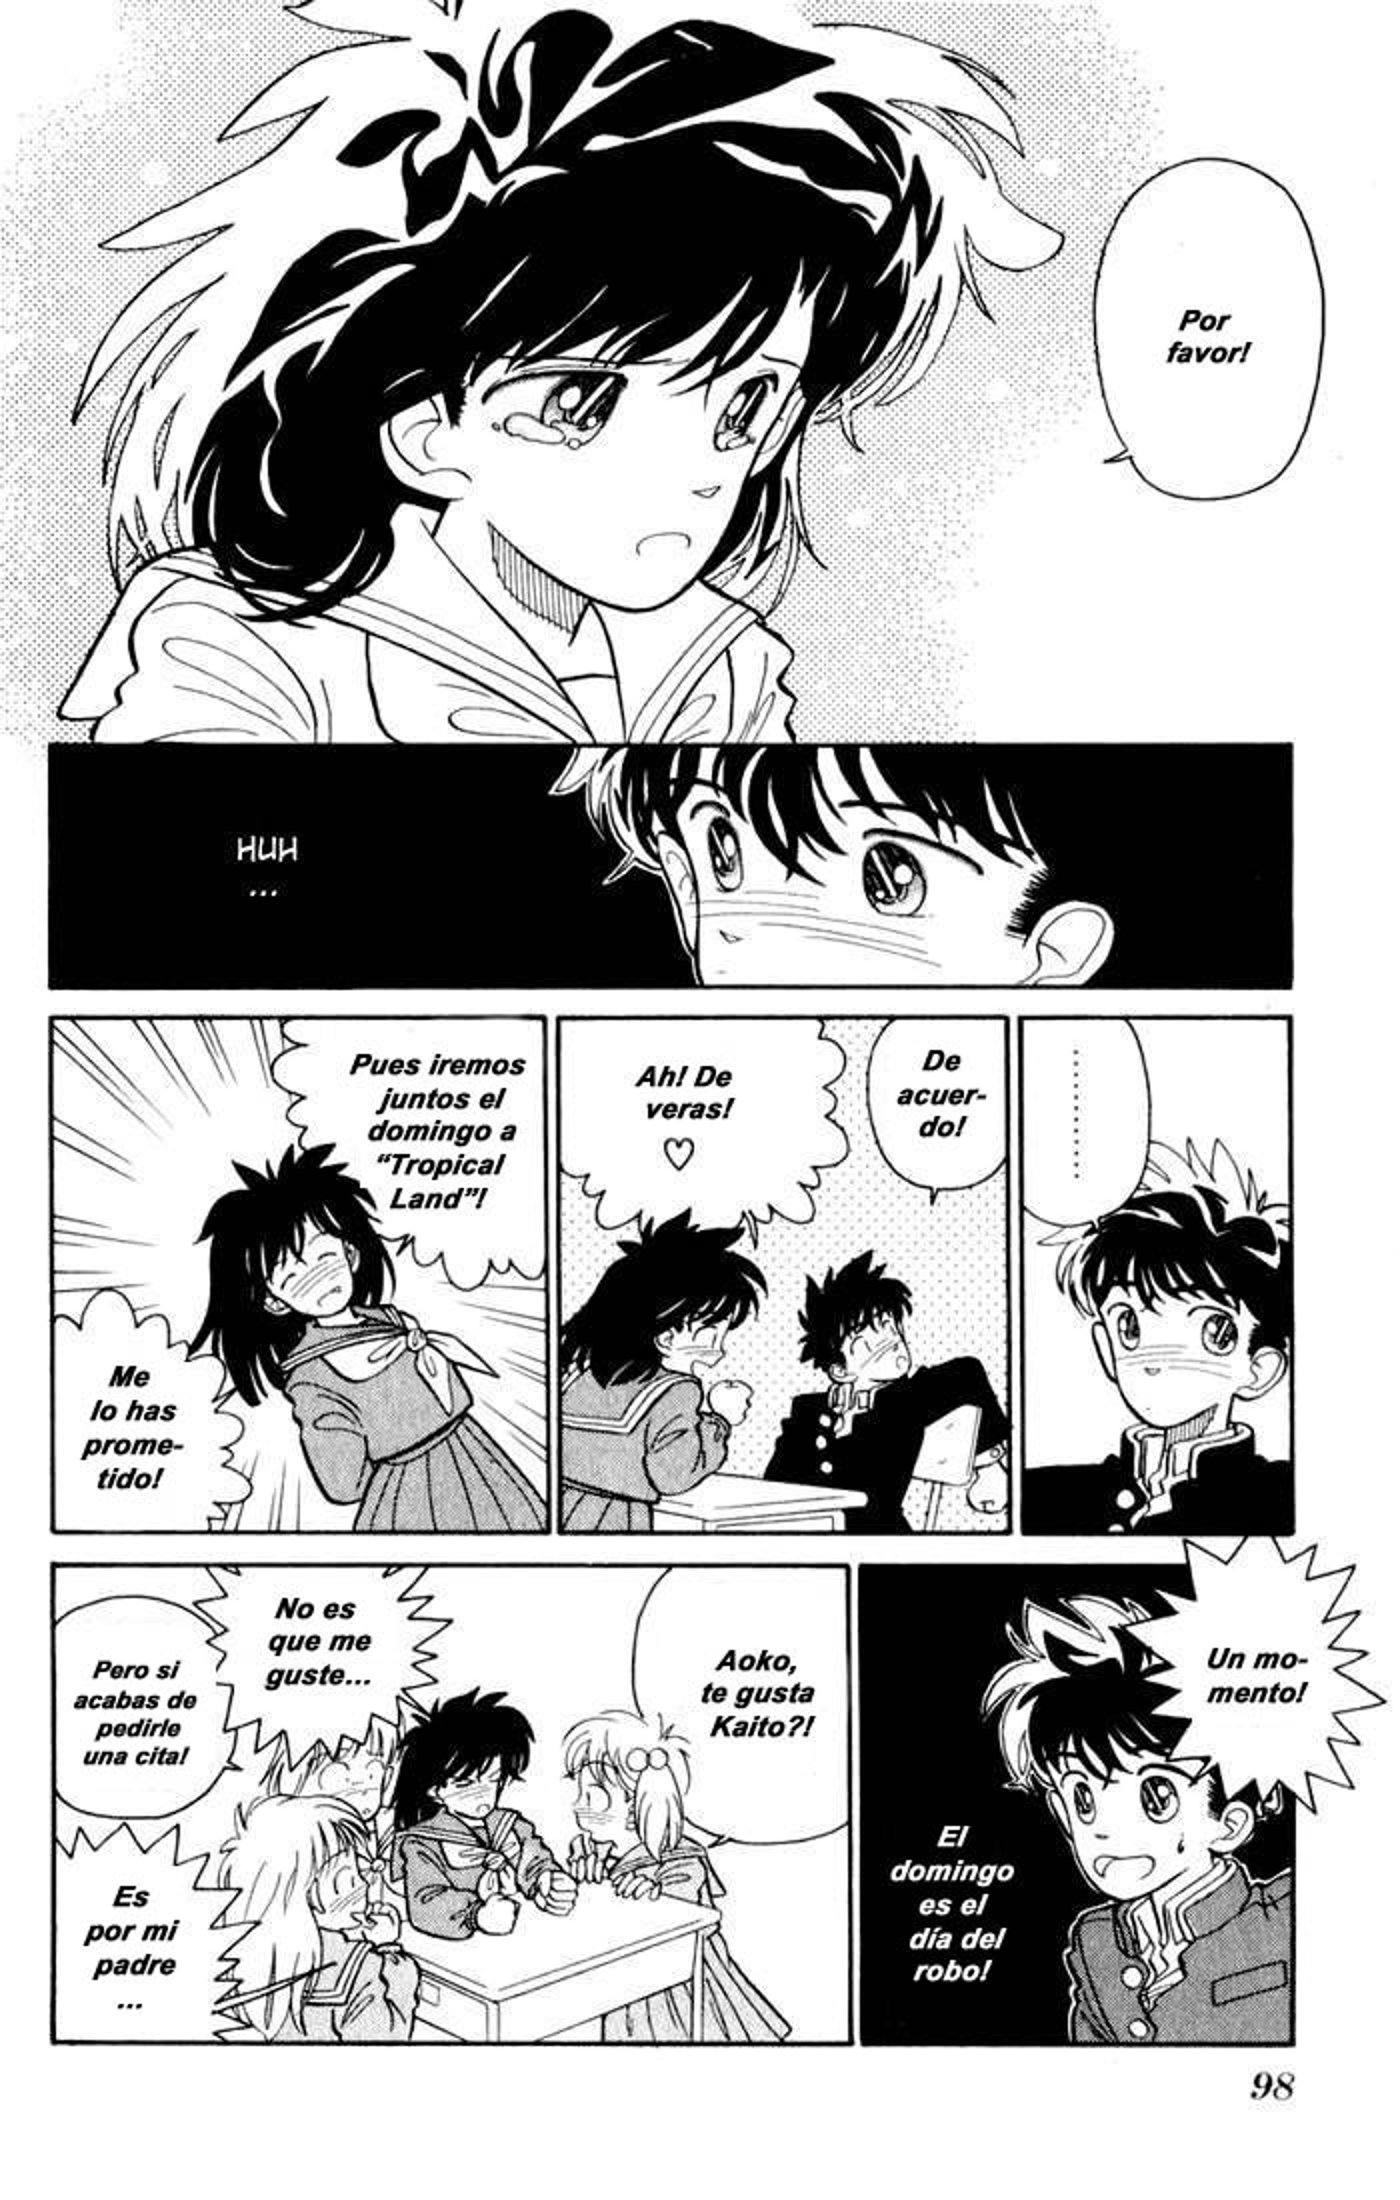 Por
favor!
HUH
...
..........
De
acuer-
do!
Ah! De
veras!
♡
Pues iremos
juntos el
domingo a
“Tropical
Land”!
Me
lo has
prome-
tido!
Un mo-
mento!
El
domingo
es el
día del
robo!
Aoko,
te gusta
Kaito?!
No es
que me
guste...
Pero si
acabas de
pedirle
una cita!
Es
por mi
padre
...
98